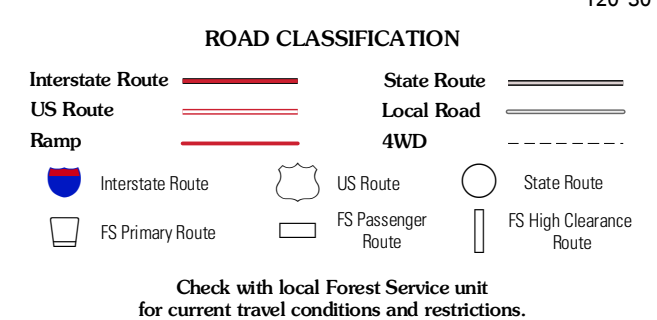 120 30
ROAD CLASSIFICATION
Interstate Route State Route
US Route Local Road
Ramp 4WD
Interstate Route US Route State Route
FS Primary Route FS Passenger Route FS High Clearance Route
Check with local Forest Service unit
for current travel conditions and restrictions.